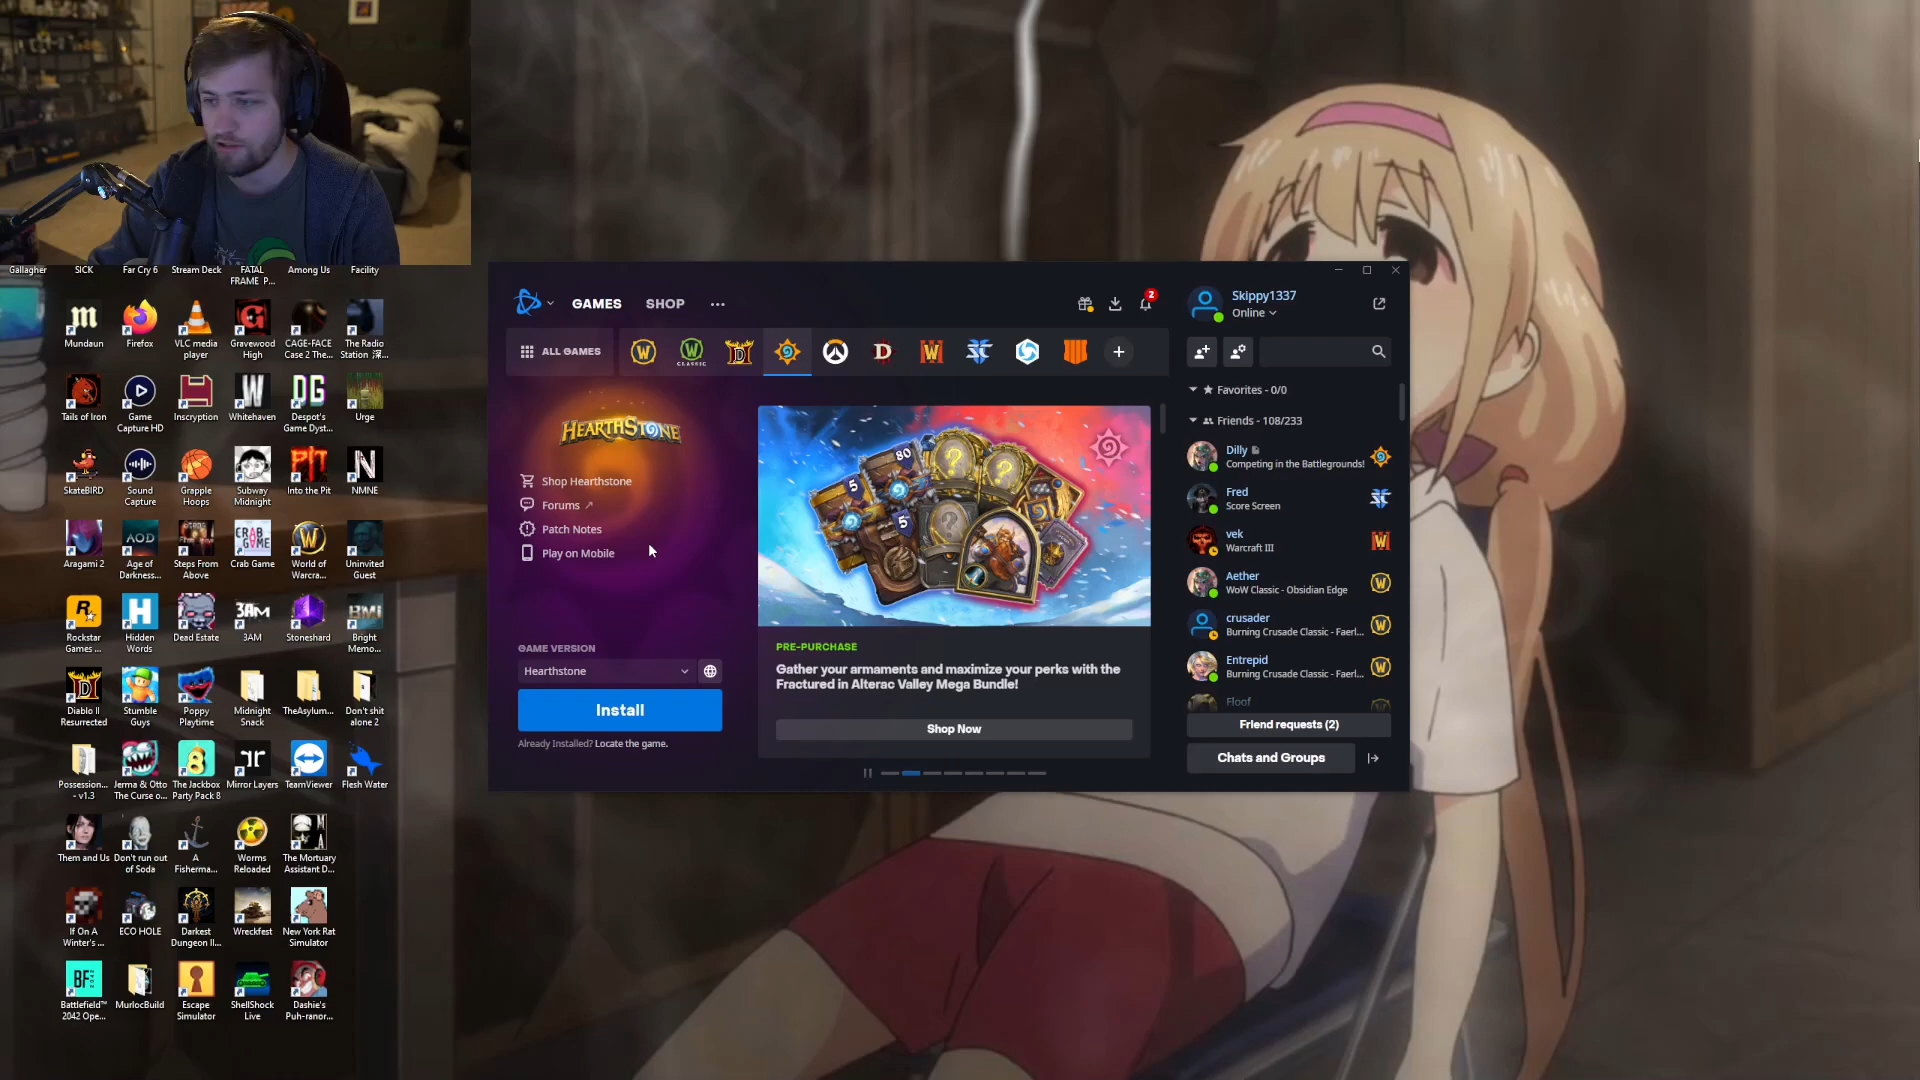 Gallagher
SICK
Far Cry 6
Stream Deck
FATAL
FRAME_P...
Among Us
Facility
Mundaun
Firefox
VLC media
player
Gravewood
High
CAGE-FACE
Case 2 The...
The Radio
Station
Tails of Iron
Game
Capture HD
Inscryption
Whitehaven
Despot's
Game Dyst...
Urge
SkateBIRD
Sound
Capture
Grapple
Hoops
Subway
Midnight
Into the Pit
NMNE
Aragami 2
Age of
Darkness...
Steps From
Above
Crab Game
World of
Warcra...
Uninvited
Guest
Rockstar
Games ...
Hidden
Words
Dead Estate
3AM
Stoneshard
Bright
Memo...
Diablo II
Resurrected
Stumble
Guys
Poppy
Playtime
Midnight
Snack
TheAsylum...
Don't shit
alone 2
Possession...
- v1.3
Jerma & Otto
The Curse o...
The Jackbox
Party Pack 8
Mirror Layers
TeamViewer
Flesh Water
Them and Us
Don't run out
of Soda
A
Fisherma...
Worms
Reloaded
The Mortuary
Assistant D...
If On A
Winter's ...
ECO HOLE
Darkest
Dungeon II...
Wreckfest
New York Rat
Simulator
Battlefield™
2042 Ope...
MurlocBuild
Escape
Simulator
ShellShock
Live
Dashie's
Puh-ranor...
GAMES
SHOP
2
ALL GAMES
CLASSIC
HEARTHSTONE
Shop Hearthstone
Forums
Patch Notes
Play on Mobile
GAME VERSION
Hearthstone
Install
Already Installed? Locate the game.
80
5
5
PRE-PURCHASE
Gather your armaments and maximize your perks with the
Fractured in Alterac Valley Mega Bundle!
Shop Now
Skippy1337
Online
Favorites - 0/0
Friends - 108/233
Dilly
Competing in the Battlegrounds!
Fred
Score Screen
vek
Warcraft III
Aether
WoW Classic - Obsidian Edge
crusader
Burning Crusade Classic - Faerl...
Entrepid
Burning Crusade Classic - Faerl...
Floof
Friend requests (2)
Chats and Groups